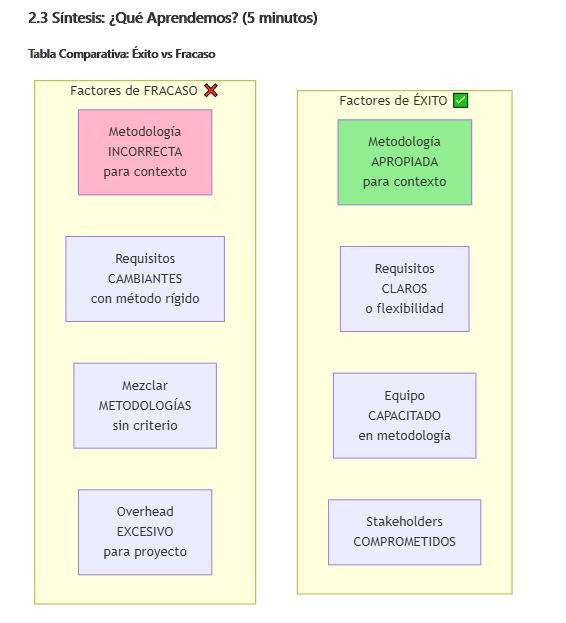 2.3 Síntesis: ¿Qué Aprendemos? (5 minutos)
Tabla Comparativa: Éxito vs Fracaso
Factores de FRACASO ❌
Metodología
INCORRECTA
para contexto
Requisitos
CAMBIANTES
con método rígido
Mezclar
METODOLOGÍAS
sin criterio
Overhead
EXCESIVO
para proyecto
Factores de ÉXITO ✅
Metodología
APROPIADA
para contexto
Requisitos
CLAROS
o flexibilidad
Equipo
CAPACITADO
en metodología
Stakeholders
COMPROMETIDOS